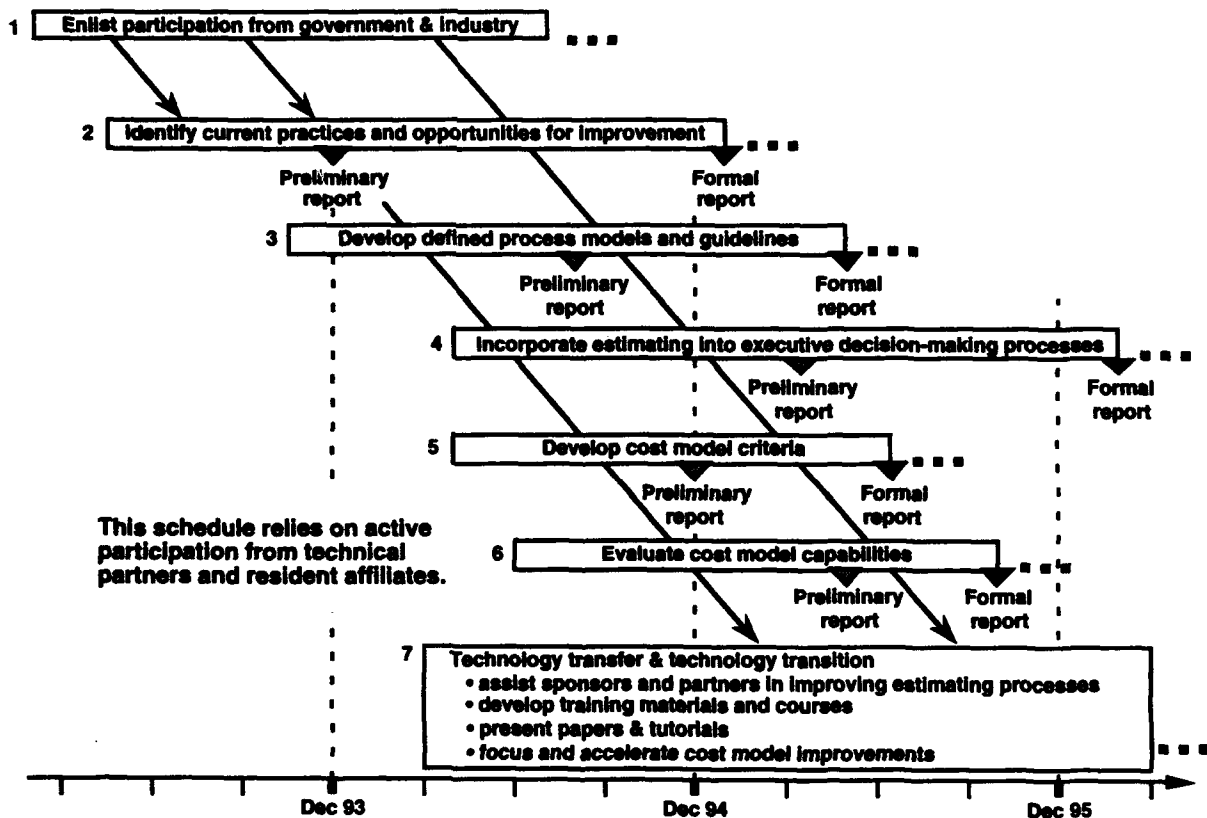 1 Enlist participation from government & industry
2 Identify current practices and opportunities for improvement
Preliminary
report
Formal
report
3 Develop defined process models and guidelines
Preliminary
report
Formal
report
4 Incorporate estimating into executive decision-making processes
Preliminary
report
Formal
report
5 Develop cost model criteria
Preliminary
report
Formal
report
This schedule relies on active
participation from technical
partners and resident affiliates.
6 Evaluate cost model capabilities
Preliminary
report
Formal
report
7 Technology transfer & technology transition
• assist sponsors and partners in improving estimating processes
• develop training materials and courses
• present papers & tutorials
• focus and accelerate cost model improvements
Dec 93
Dec 94
Dec 95